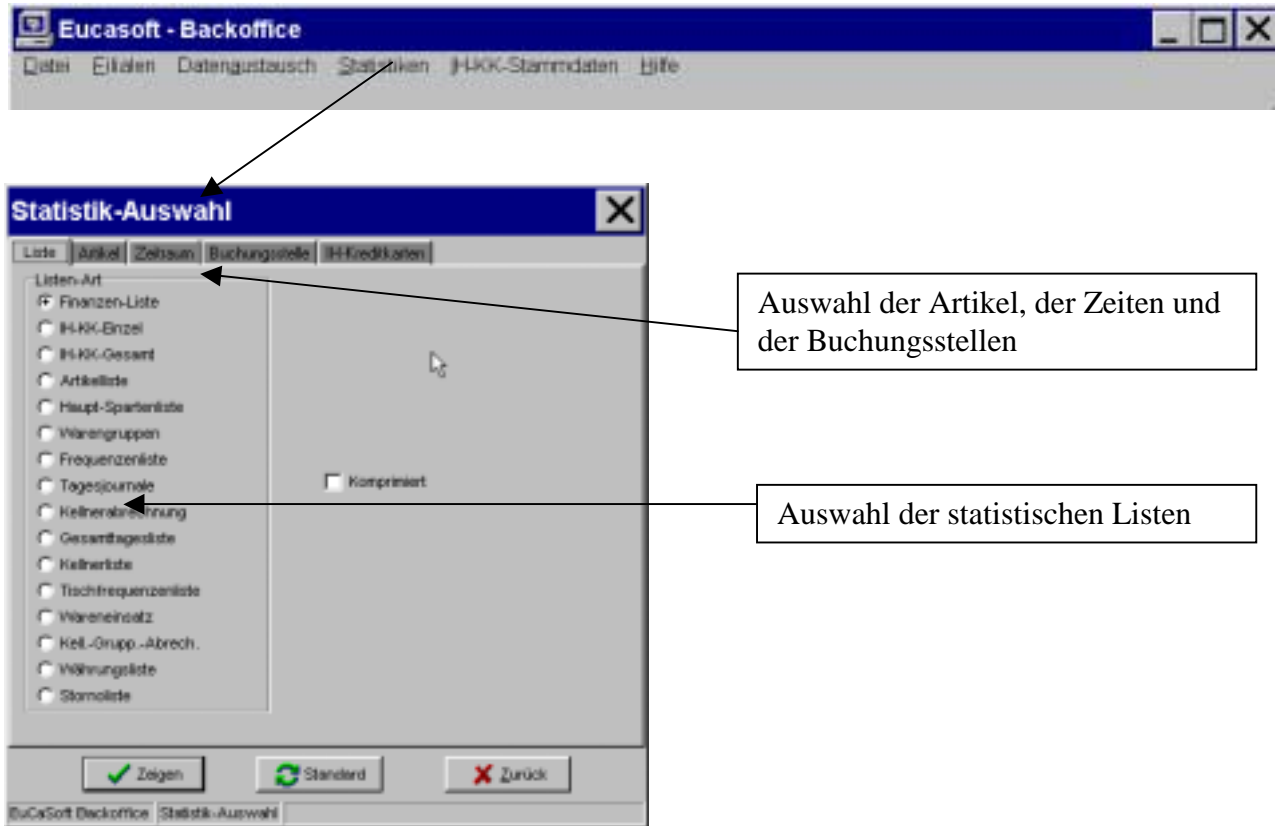 Eucasoft - Backoffice
Datei Filialen Datenaustausch Statistiken IH-KK-Stammdaten Hilfe
Statistik-Auswahl
Liste Artikel Zeitraum Buchungsstelle IH-Kreditkarten
Listen-Art
Finanzen-Liste
IH-KK-Einzel
IH-KK-Gesamt
Artikelliste
Haupt-Spartenliste
Warengruppen
Frequenzenliste
Tagesjournale
Kellnerabrechnung
Gesamttagesliste
Kellnerliste
Tischfrequenzenliste
Wareneinsatz
Kell.-Grupp.-Abrech.
Währungsliste
Stornoliste
Komprimiert
Auswahl der Artikel, der Zeiten und
der Buchungsstellen
Auswahl der statistischen Listen
Zeigen Standard Zurück
EuCaSoft Backoffice Statistik-Auswahl